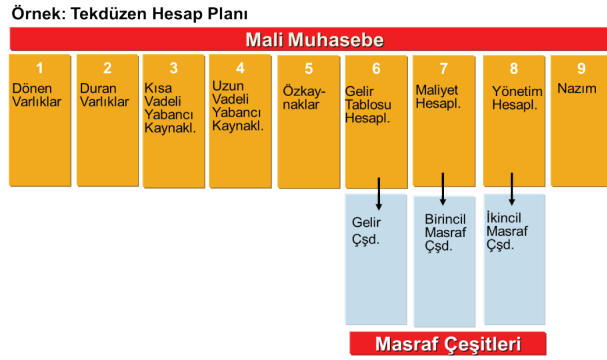 Örnek: Tekdüzen Hesap Planı
Mali Muhasebe
1
Dönen
Varlıklar
2
Duran
Varlıklar
3
Kısa
Vadeli
Yabancı
Kaynakl.
4
Uzun
Vadeli
Yabancı
Kaynakl.
5
Özkay-
naklar
6
Gelir
Tablosu
Hesapl.
7
Maliyet
Hesapl.
8
Yönetim
Hesapl.
9
Nazım
Gelir
Çşd.
Birincil
Masraf
Çşd.
İkincil
Masraf
Çşd.
Masraf Çeşitleri